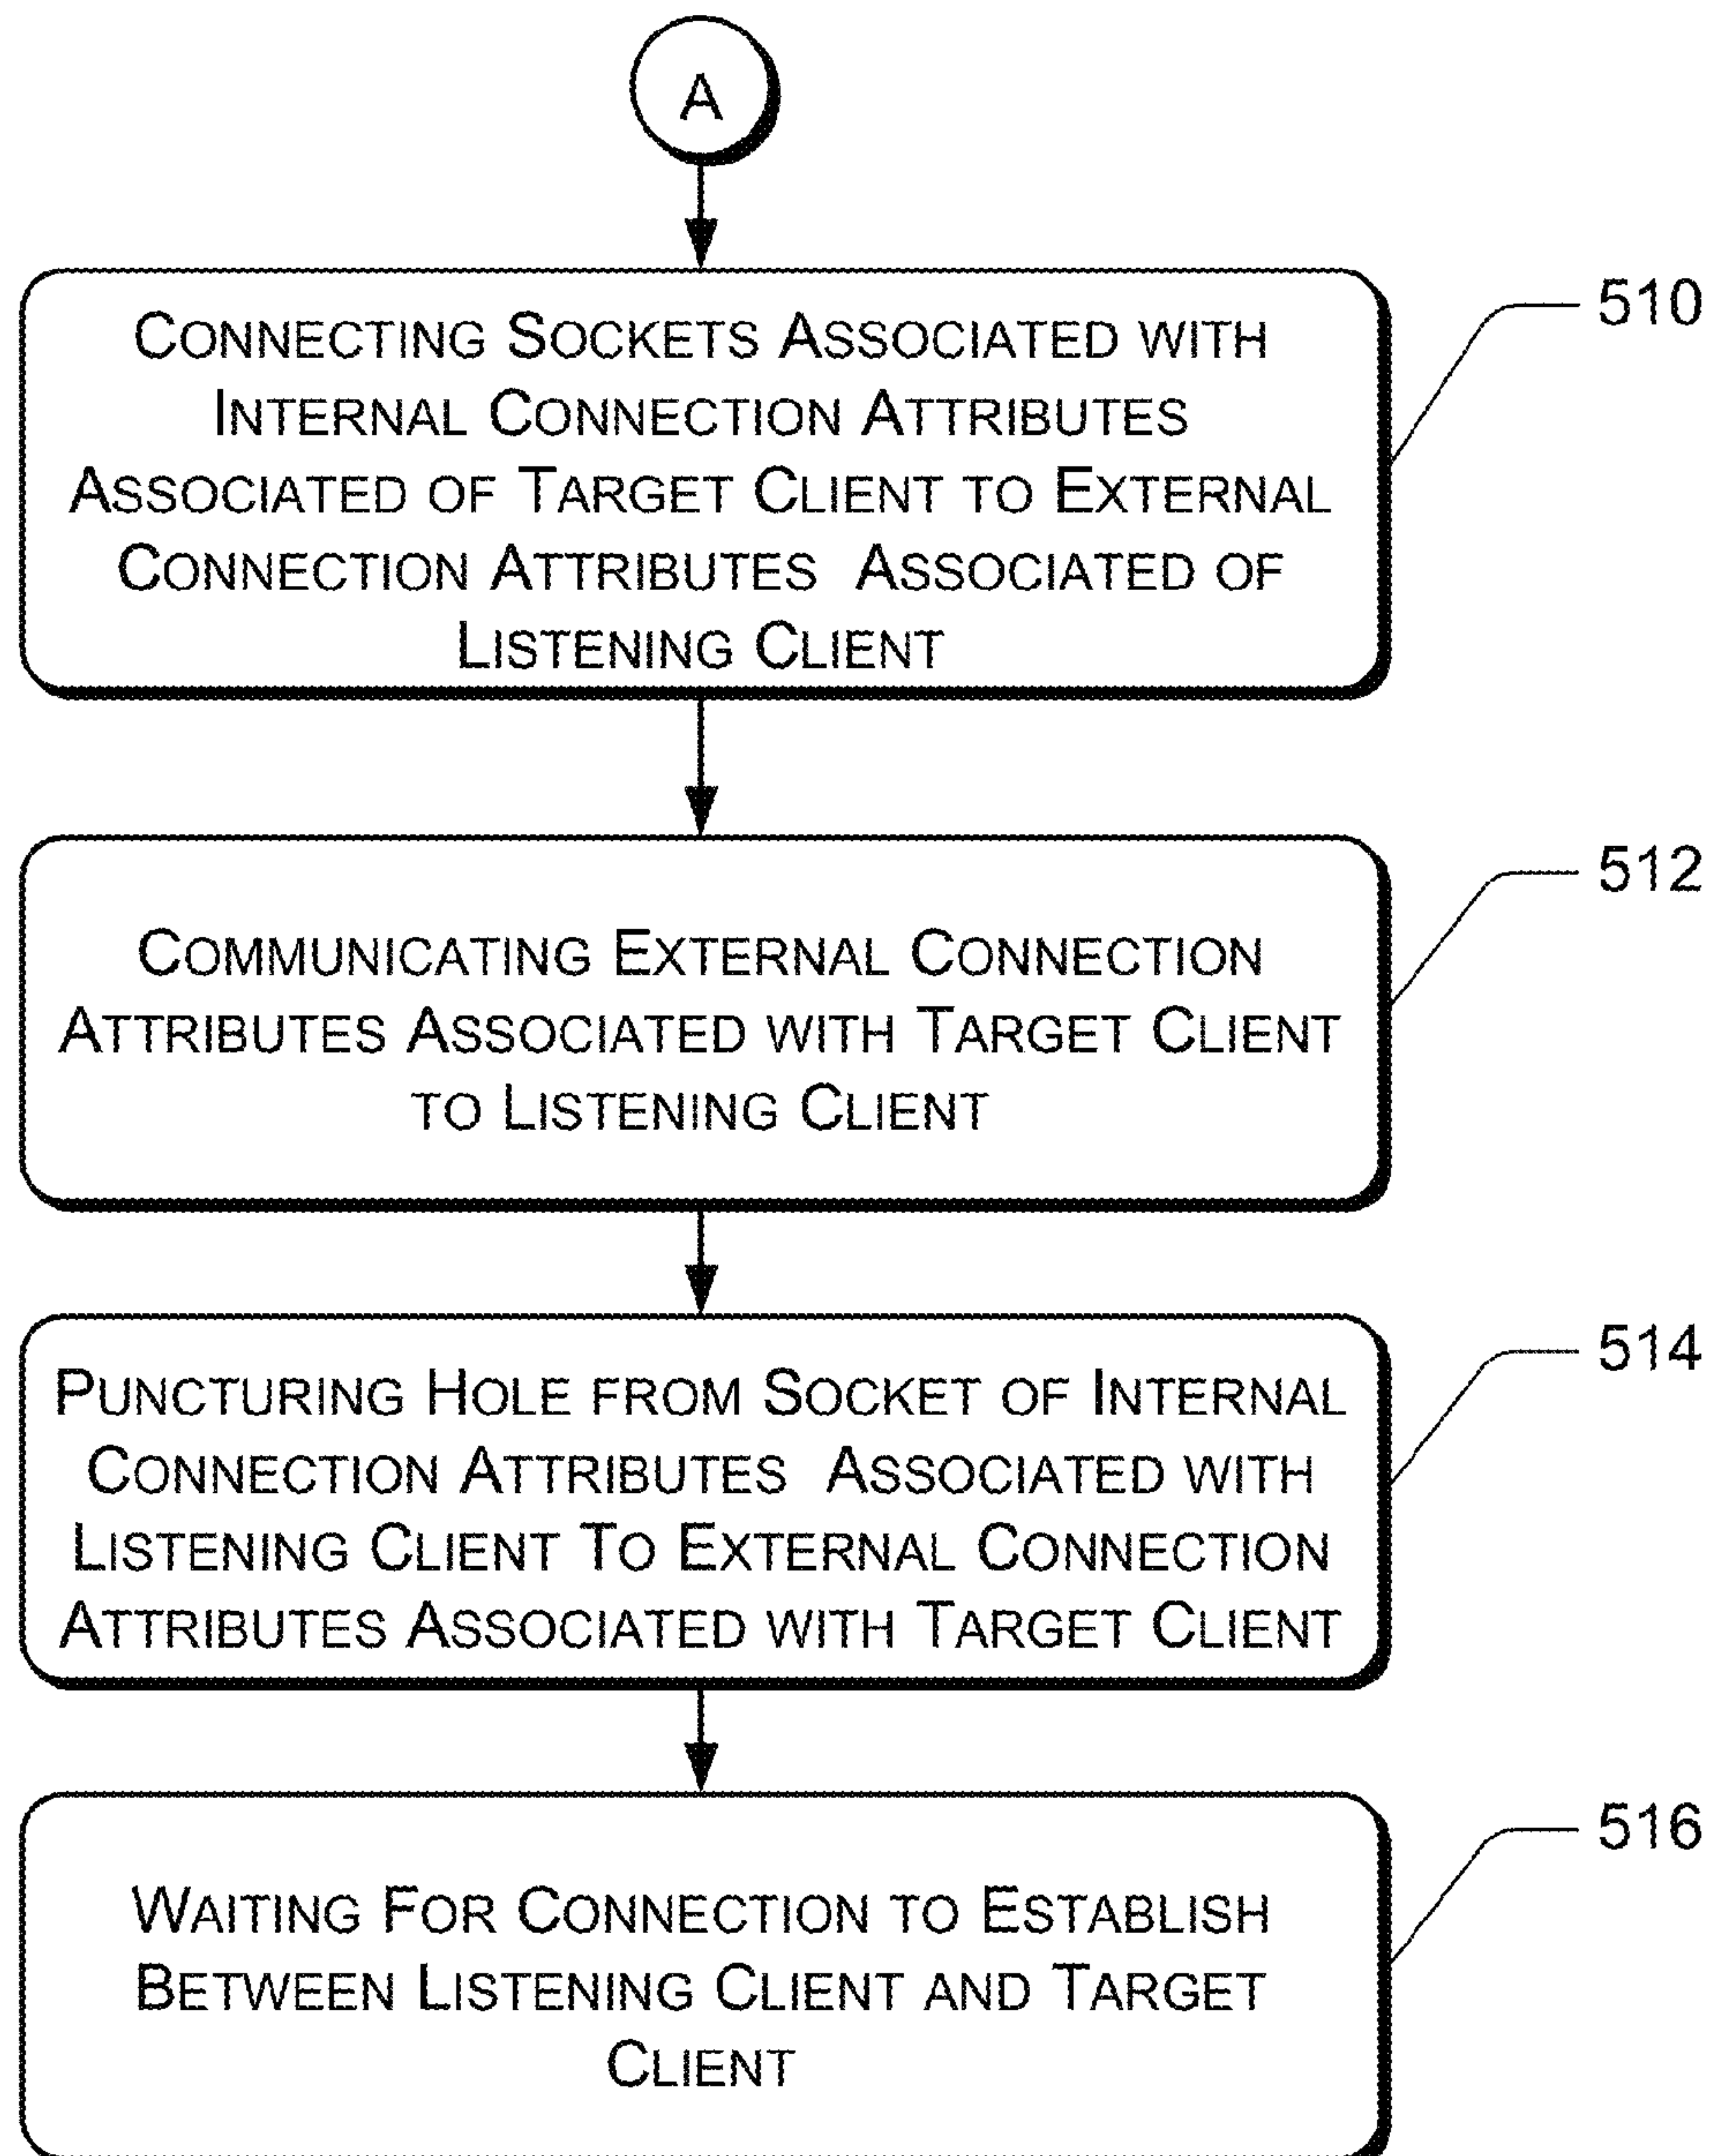 A
CONNECTING SOCKETS ASSOCIATED WITH
INTERNAL CONNECTION ATTRIBUTES
ASSOCIATED OF TARGET CLIENT TO EXTERNAL
CONNECTION ATTRIBUTES ASSOCIATED OF
LISTENING CLIENT
510
COMMUNICATING EXTERNAL CONNECTION
ATTRIBUTES ASSOCIATED WITH TARGET CLIENT
TO LISTENING CLIENT
512
PUNCTURING HOLE FROM SOCKET OF INTERNAL
CONNECTION ATTRIBUTES ASSOCIATED WITH
LISTENING CLIENT TO EXTERNAL CONNECTION
ATTRIBUTES ASSOCIATED WITH TARGET CLIENT
514
WAITING FOR CONNECTION TO ESTABLISH
BETWEEN LISTENING CLIENT AND TARGET
CLIENT
516